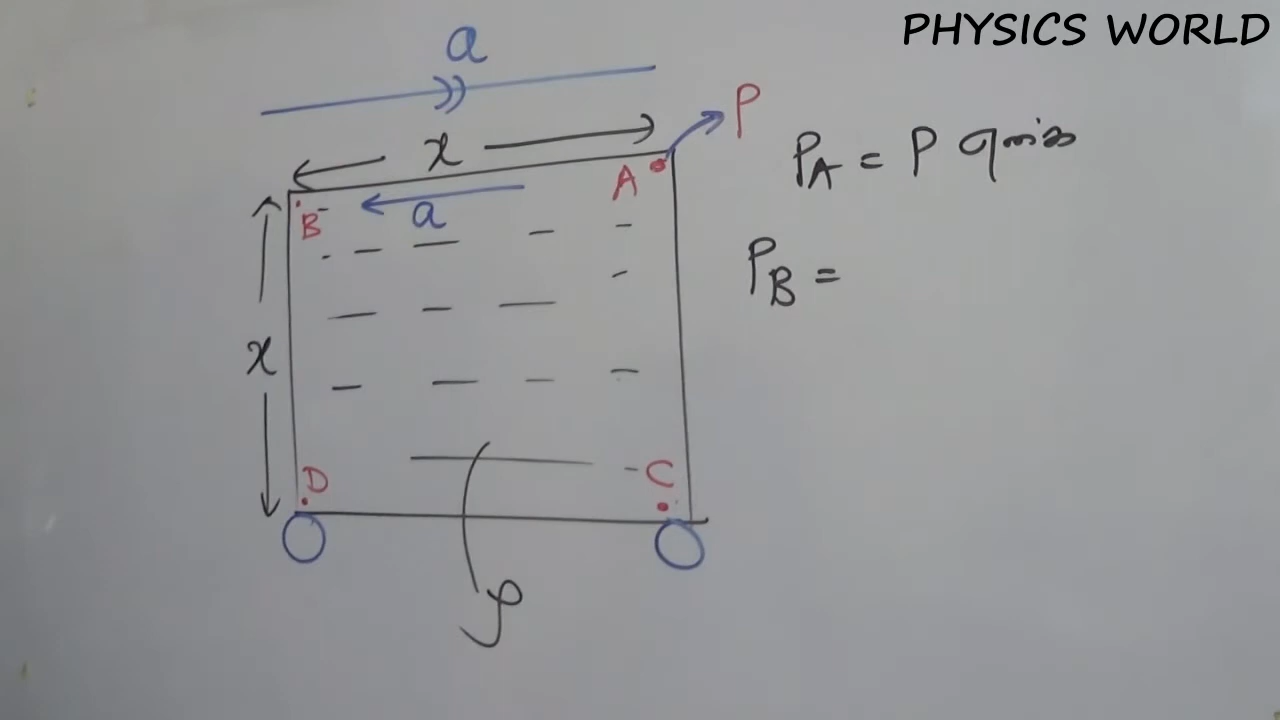 PHYSICS WORLD
a
x
P
A
P_A = P
B
a
P_B =
x
D
C
ρ